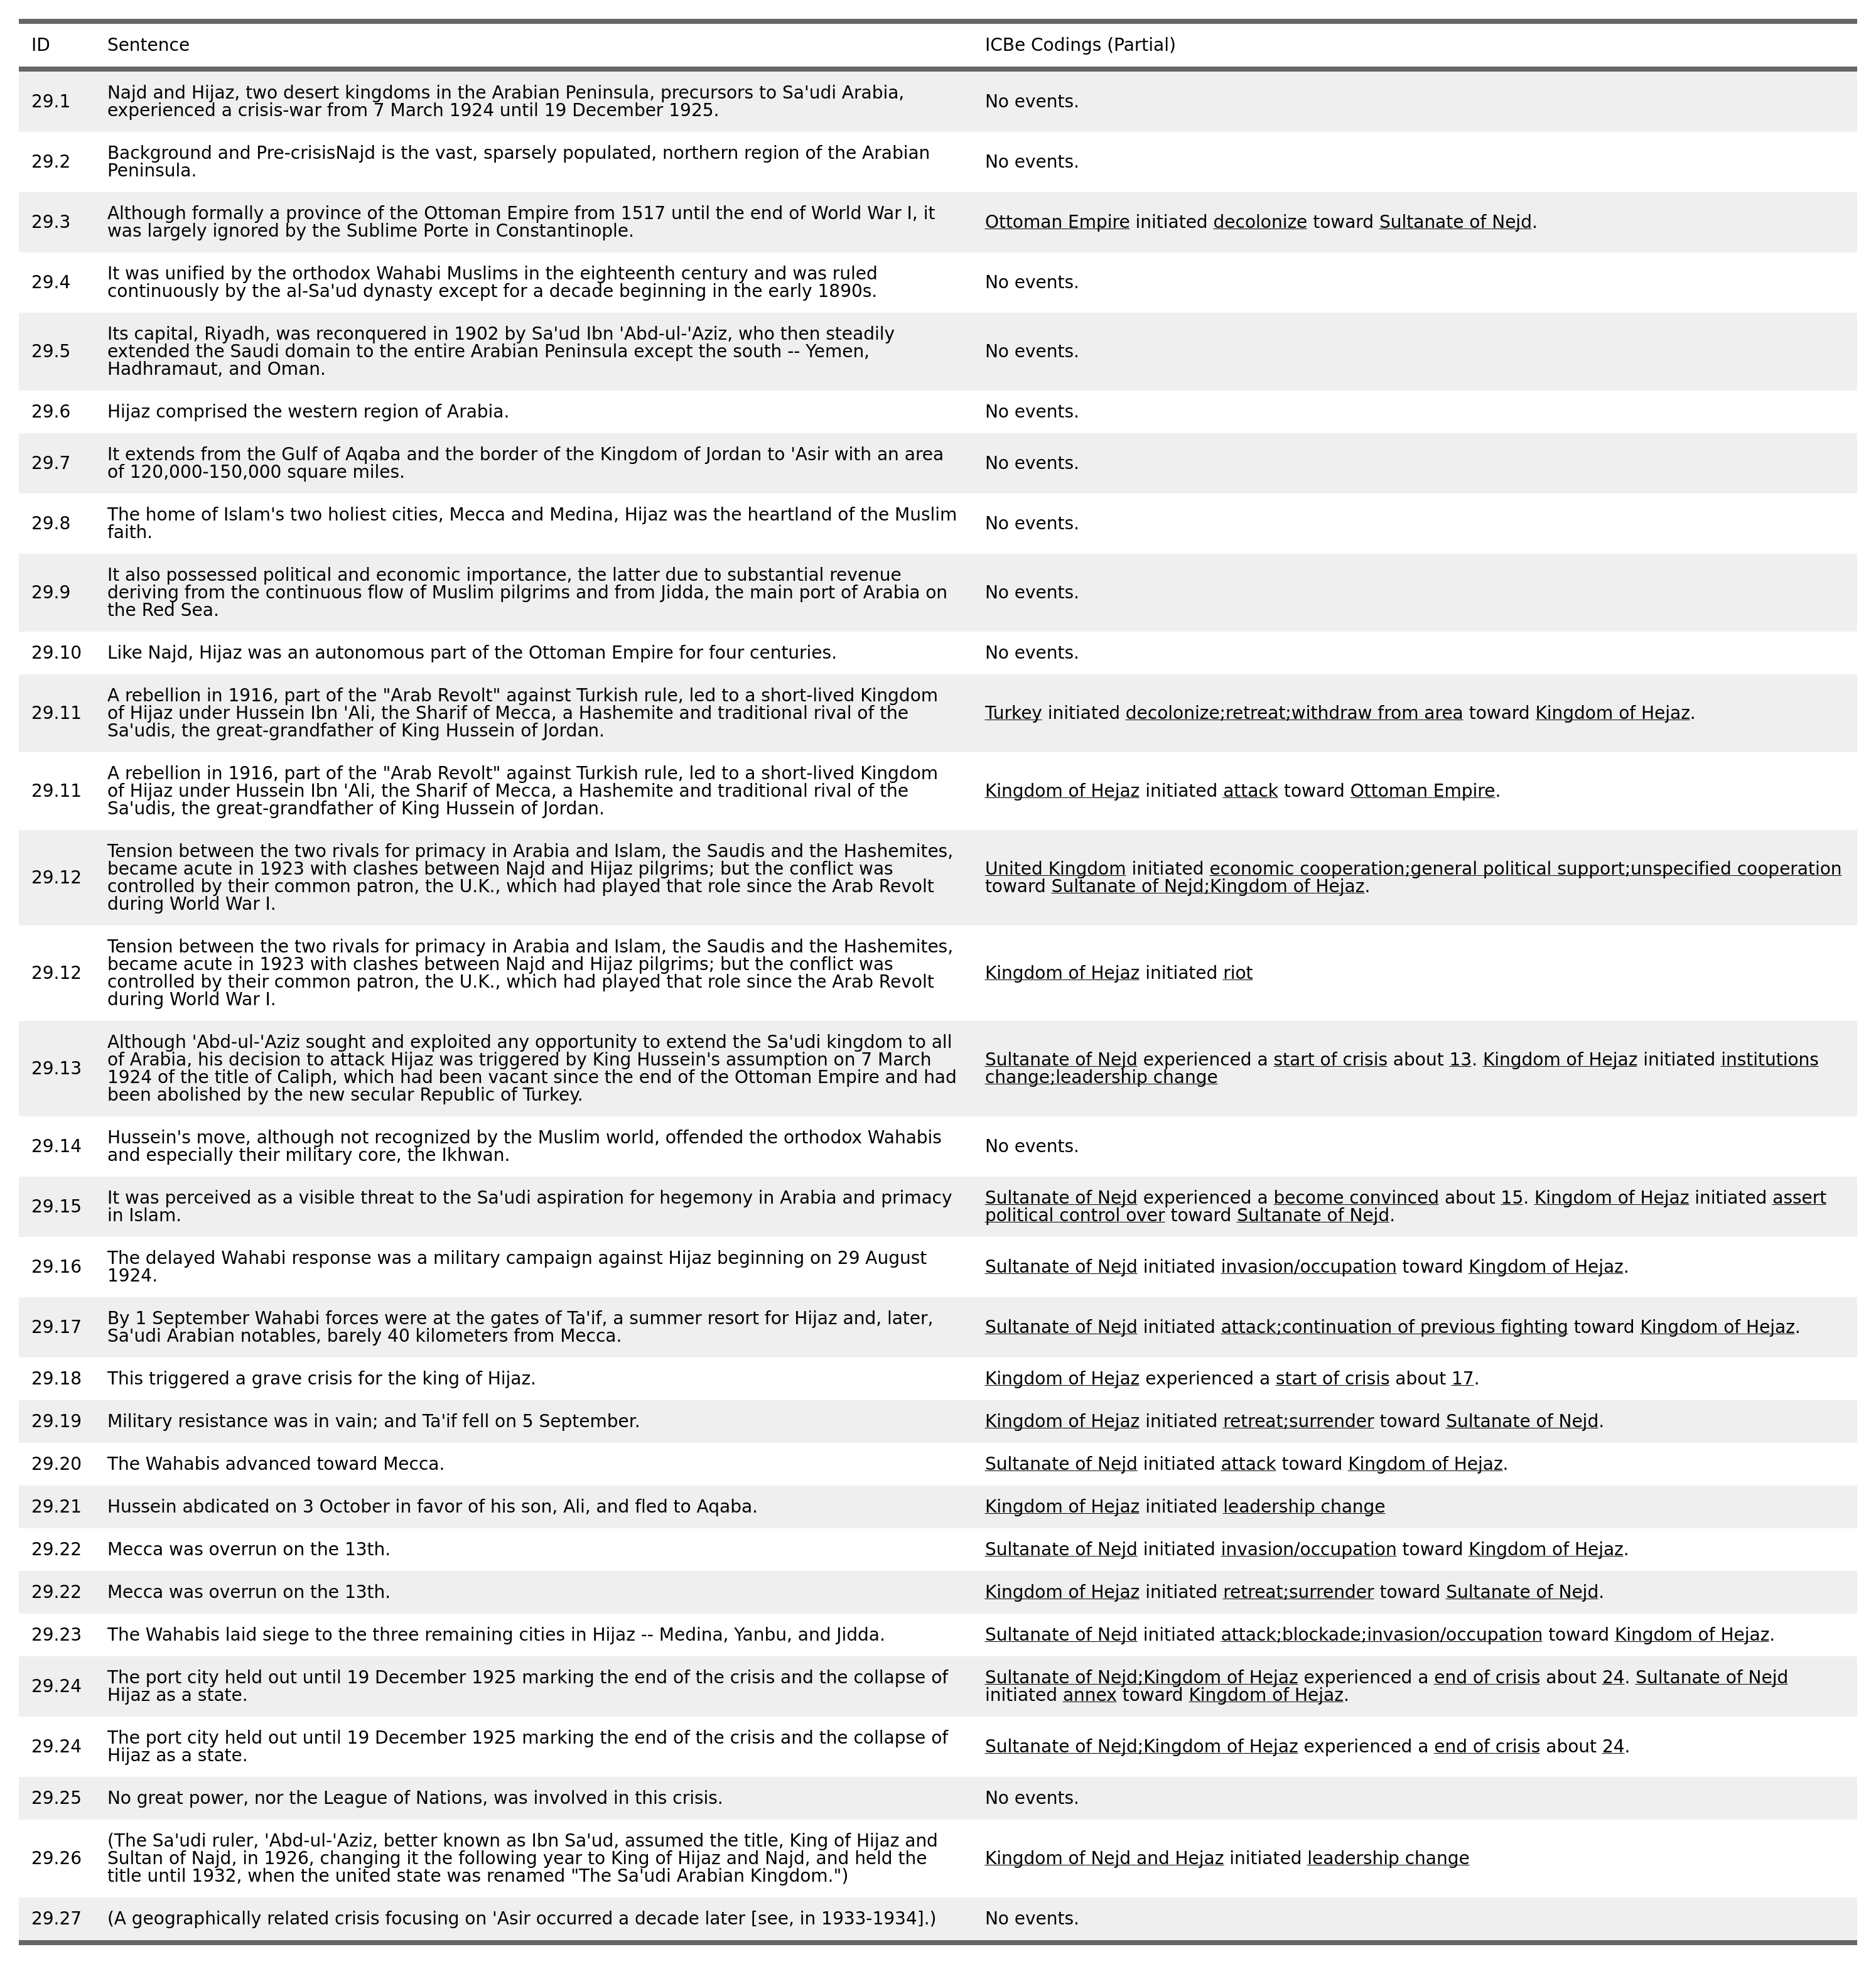 ID Sentence ICBe Codings (Partial)
29.1 Najd and Hijaz, two desert kingdoms in the Arabian Peninsula, precursors to Sa'udi Arabia,
experienced a crisis-war from 7 March 1924 until 19 December 1925.
No events.
29.2 Background and Pre-crisisNajd is the vast, sparsely populated, northern region of the Arabian
Peninsula.
No events.
29.3 Although formally a province of the Ottoman Empire from 1517 until the end of World War I, it
was largely ignored by the Sublime Porte in Constantinople.
Ottoman Empire initiated decolonize toward Sultanate of Nejd.
29.4 It was unified by the orthodox Wahabi Muslims in the eighteenth century and was ruled
continuously by the al-Sa'ud dynasty except for a decade beginning in the early 1890s.
No events.
29.5 Its capital, Riyadh, was reconquered in 1902 by Sa'ud Ibn 'Abd-ul-'Aziz, who then steadily
extended the Saudi domain to the entire Arabian Peninsula except the south -- Yemen,
Hadhramaut, and Oman.
No events.
29.6 Hijaz comprised the western region of Arabia. No events.
29.7 It extends from the Gulf of Aqaba and the border of the Kingdom of Jordan to 'Asir with an area
of 120,000-150,000 square miles.
No events.
29.8 The home of Islam's two holiest cities, Mecca and Medina, Hijaz was the heartland of the Muslim
faith.
No events.
29.9 It also possessed political and economic importance, the latter due to substantial revenue
deriving from the continuous flow of Muslim pilgrims and from Jidda, the main port of Arabia on
the Red Sea.
No events.
29.10 Like Najd, Hijaz was an autonomous part of the Ottoman Empire for four centuries. No events.
29.11 A rebellion in 1916, part of the "Arab Revolt" against Turkish rule, led to a short-lived Kingdom
of Hijaz under Hussein Ibn 'Ali, the Sharif of Mecca, a Hashemite and traditional rival of the
Sa'udis, the great-grandfather of King Hussein of Jordan.
Turkey initiated decolonize;retreat;withdraw from area toward Kingdom of Hejaz.
29.11 A rebellion in 1916, part of the "Arab Revolt" against Turkish rule, led to a short-lived Kingdom
of Hijaz under Hussein Ibn 'Ali, the Sharif of Mecca, a Hashemite and traditional rival of the
Sa'udis, the great-grandfather of King Hussein of Jordan.
Kingdom of Hejaz initiated attack toward Ottoman Empire.
29.12 Tension between the two rivals for primacy in Arabia and Islam, the Saudis and the Hashemites,
became acute in 1923 with clashes between Najd and Hijaz pilgrims; but the conflict was
controlled by their common patron, the U.K., which had played that role since the Arab Revolt
during World War I.
United Kingdom initiated economic cooperation;general political support;unspecified cooperation
toward Sultanate of Nejd;Kingdom of Hejaz.
29.12 Tension between the two rivals for primacy in Arabia and Islam, the Saudis and the Hashemites,
became acute in 1923 with clashes between Najd and Hijaz pilgrims; but the conflict was
controlled by their common patron, the U.K., which had played that role since the Arab Revolt
during World War I.
Kingdom of Hejaz initiated riot
29.13 Although 'Abd-ul-'Aziz sought and exploited any opportunity to extend the Sa'udi kingdom to all
of Arabia, his decision to attack Hijaz was triggered by King Hussein's assumption on 7 March
1924 of the title of Caliph, which had been vacant since the end of the Ottoman Empire and had
been abolished by the new secular Republic of Turkey.
Sultanate of Nejd experienced a start of crisis about 13. Kingdom of Hejaz initiated institutions
change;leadership change
29.14 Hussein's move, although not recognized by the Muslim world, offended the orthodox Wahabis
and especially their military core, the Ikhwan.
No events.
29.15 It was perceived as a visible threat to the Sa'udi aspiration for hegemony in Arabia and primacy
in Islam.
Sultanate of Nejd experienced a become convinced about 15. Kingdom of Hejaz initiated assert
political control over toward Sultanate of Nejd.
29.16 The delayed Wahabi response was a military campaign against Hijaz beginning on 29 August
1924.
Sultanate of Nejd initiated invasion/occupation toward Kingdom of Hejaz.
29.17 By 1 September Wahabi forces were at the gates of Ta'if, a summer resort for Hijaz and, later,
Sa'udi Arabian notables, barely 40 kilometers from Mecca.
Sultanate of Nejd initiated attack;continuation of previous fighting toward Kingdom of Hejaz.
29.18 This triggered a grave crisis for the king of Hijaz. Kingdom of Hejaz experienced a start of crisis about 17.
29.19 Military resistance was in vain; and Ta'if fell on 5 September. Kingdom of Hejaz initiated retreat;surrender toward Sultanate of Nejd.
29.20 The Wahabis advanced toward Mecca. Sultanate of Nejd initiated attack toward Kingdom of Hejaz.
29.21 Hussein abdicated on 3 October in favor of his son, Ali, and fled to Aqaba. Kingdom of Hejaz initiated leadership change
29.22 Mecca was overrun on the 13th. Sultanate of Nejd initiated invasion/occupation toward Kingdom of Hejaz.
29.22 Mecca was overrun on the 13th. Kingdom of Hejaz initiated retreat;surrender toward Sultanate of Nejd.
29.23 The Wahabis laid siege to the three remaining cities in Hijaz -- Medina, Yanbu, and Jidda. Sultanate of Nejd initiated attack;blockade;invasion/occupation toward Kingdom of Hejaz.
29.24 The port city held out until 19 December 1925 marking the end of the crisis and the collapse of
Hijaz as a state.
Sultanate of Nejd;Kingdom of Hejaz experienced a end of crisis about 24. Sultanate of Nejd
initiated annex toward Kingdom of Hejaz.
29.24 The port city held out until 19 December 1925 marking the end of the crisis and the collapse of
Hijaz as a state.
Sultanate of Nejd;Kingdom of Hejaz experienced a end of crisis about 24.
29.25 No great power, nor the League of Nations, was involved in this crisis. No events.
29.26 (The Sa'udi ruler, 'Abd-ul-'Aziz, better known as Ibn Sa'ud, assumed the title, King of Hijaz and
Sultan of Najd, in 1926, changing it the following year to King of Hijaz and Najd, and held the
title until 1932, when the united state was renamed "The Sa'udi Arabian Kingdom.")
Kingdom of Nejd and Hejaz initiated leadership change
29.27 (A geographically related crisis focusing on 'Asir occurred a decade later [see, in 1933-1934].) No events.